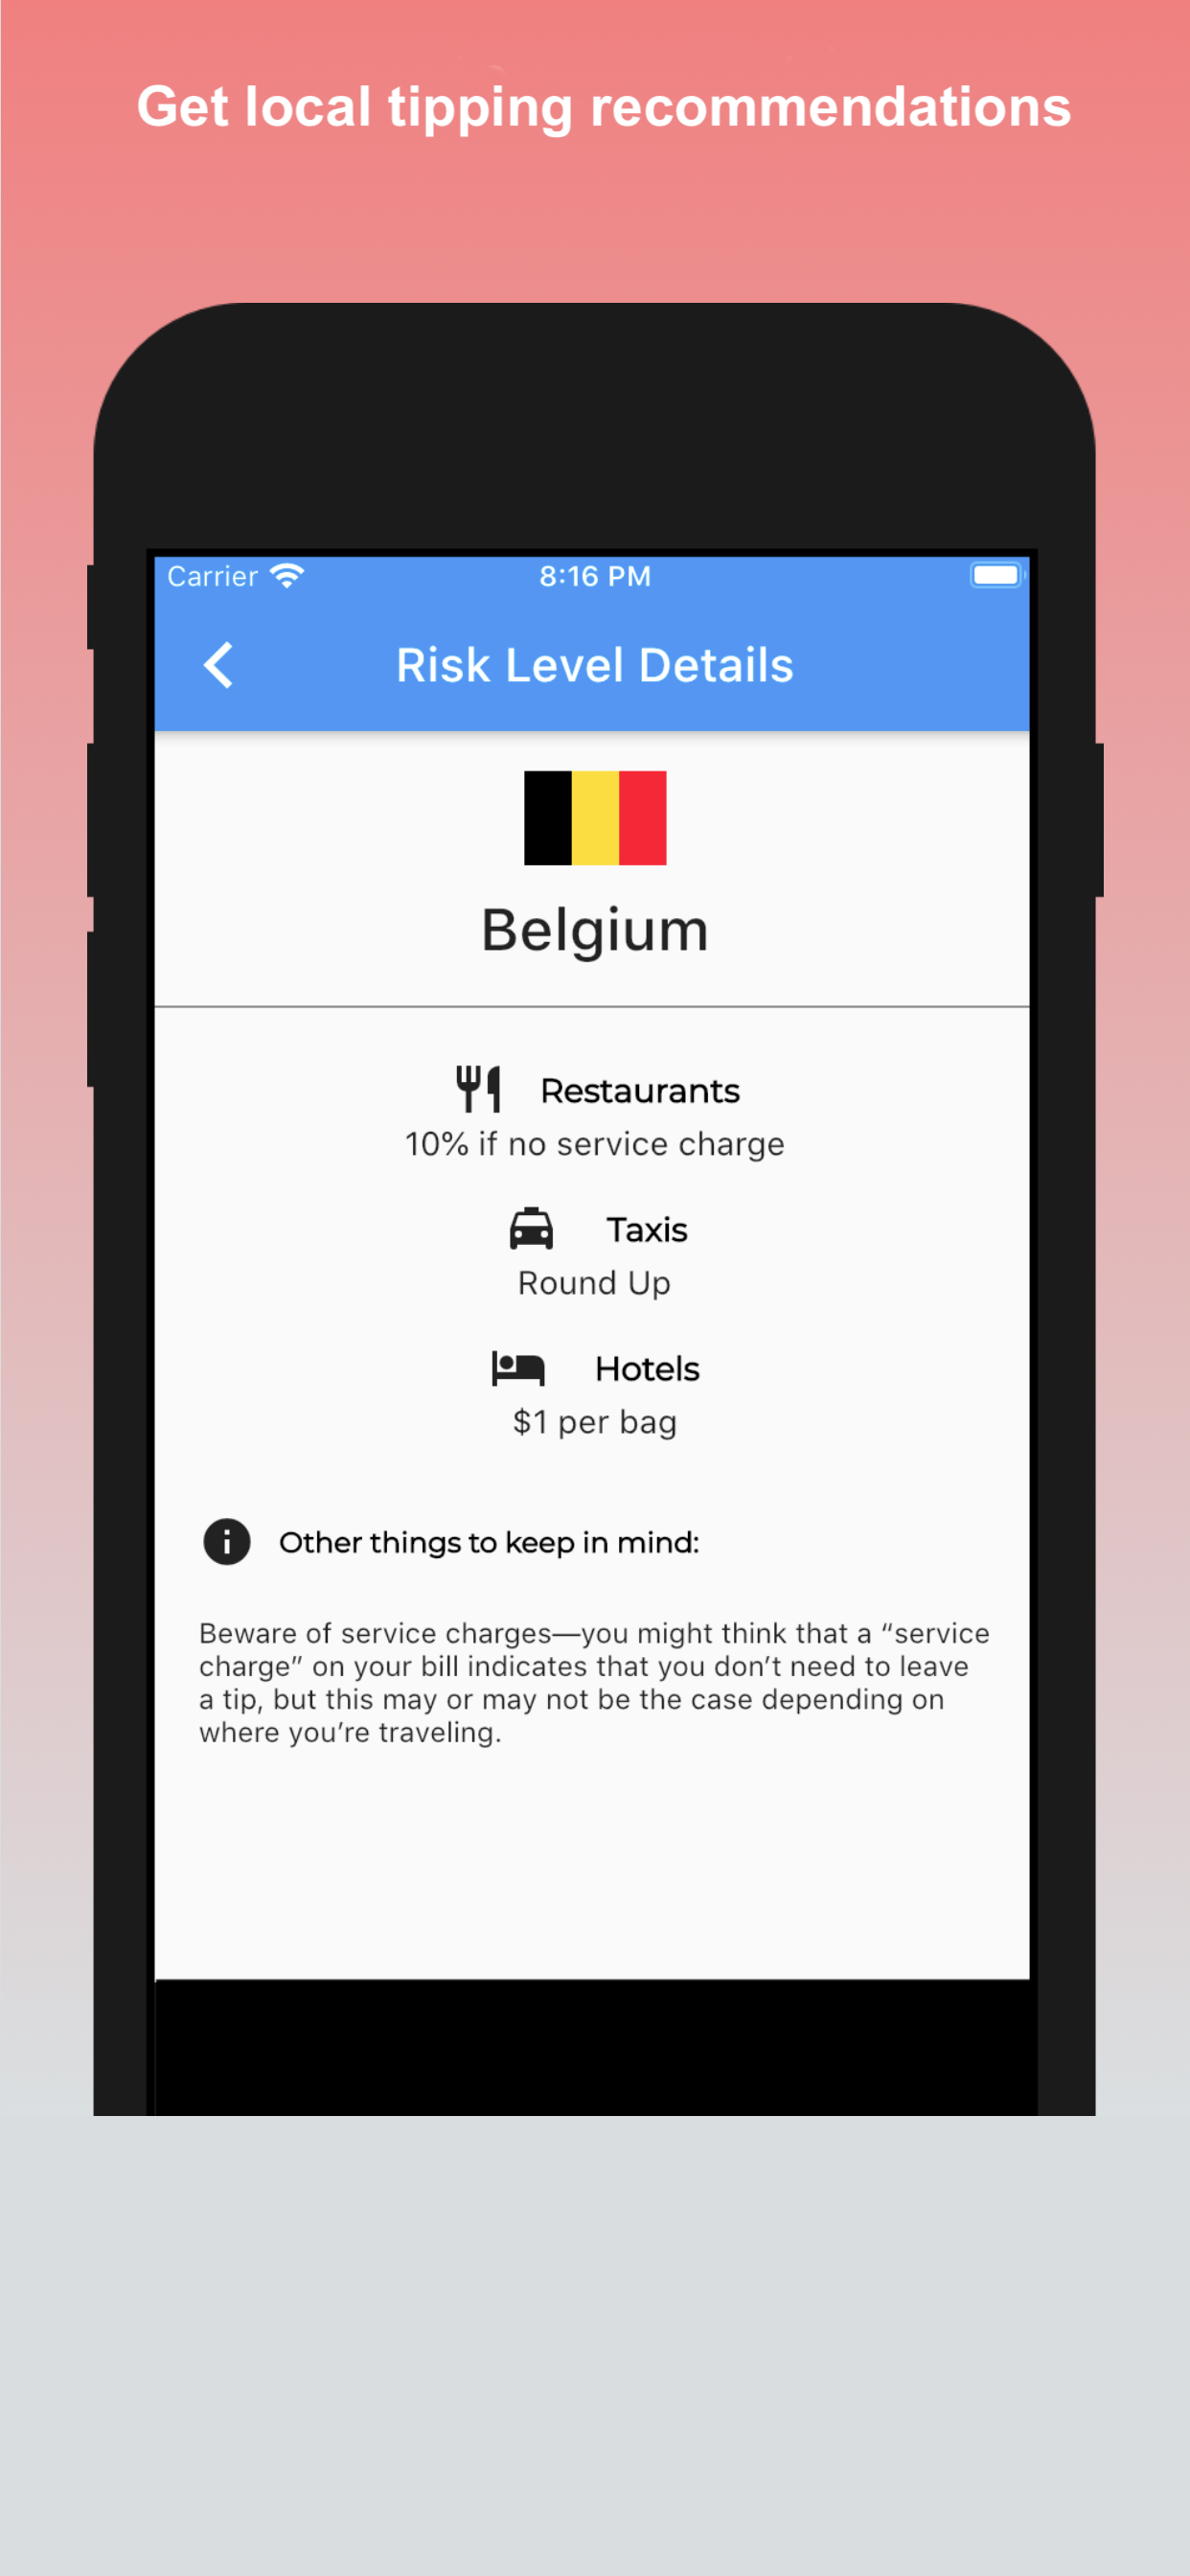 Get local tipping recommendations
Carrier
8:16 PM
Risk Level Details
Belgium
Restaurants
10% if no service charge
Taxis
Round Up
Hotels
$1 per bag
Other things to keep in mind:
Beware of service charges—you might think that a “service
charge” on your bill indicates that you don’t need to leave
a tip, but this may or may not be the case depending on
where you’re traveling.